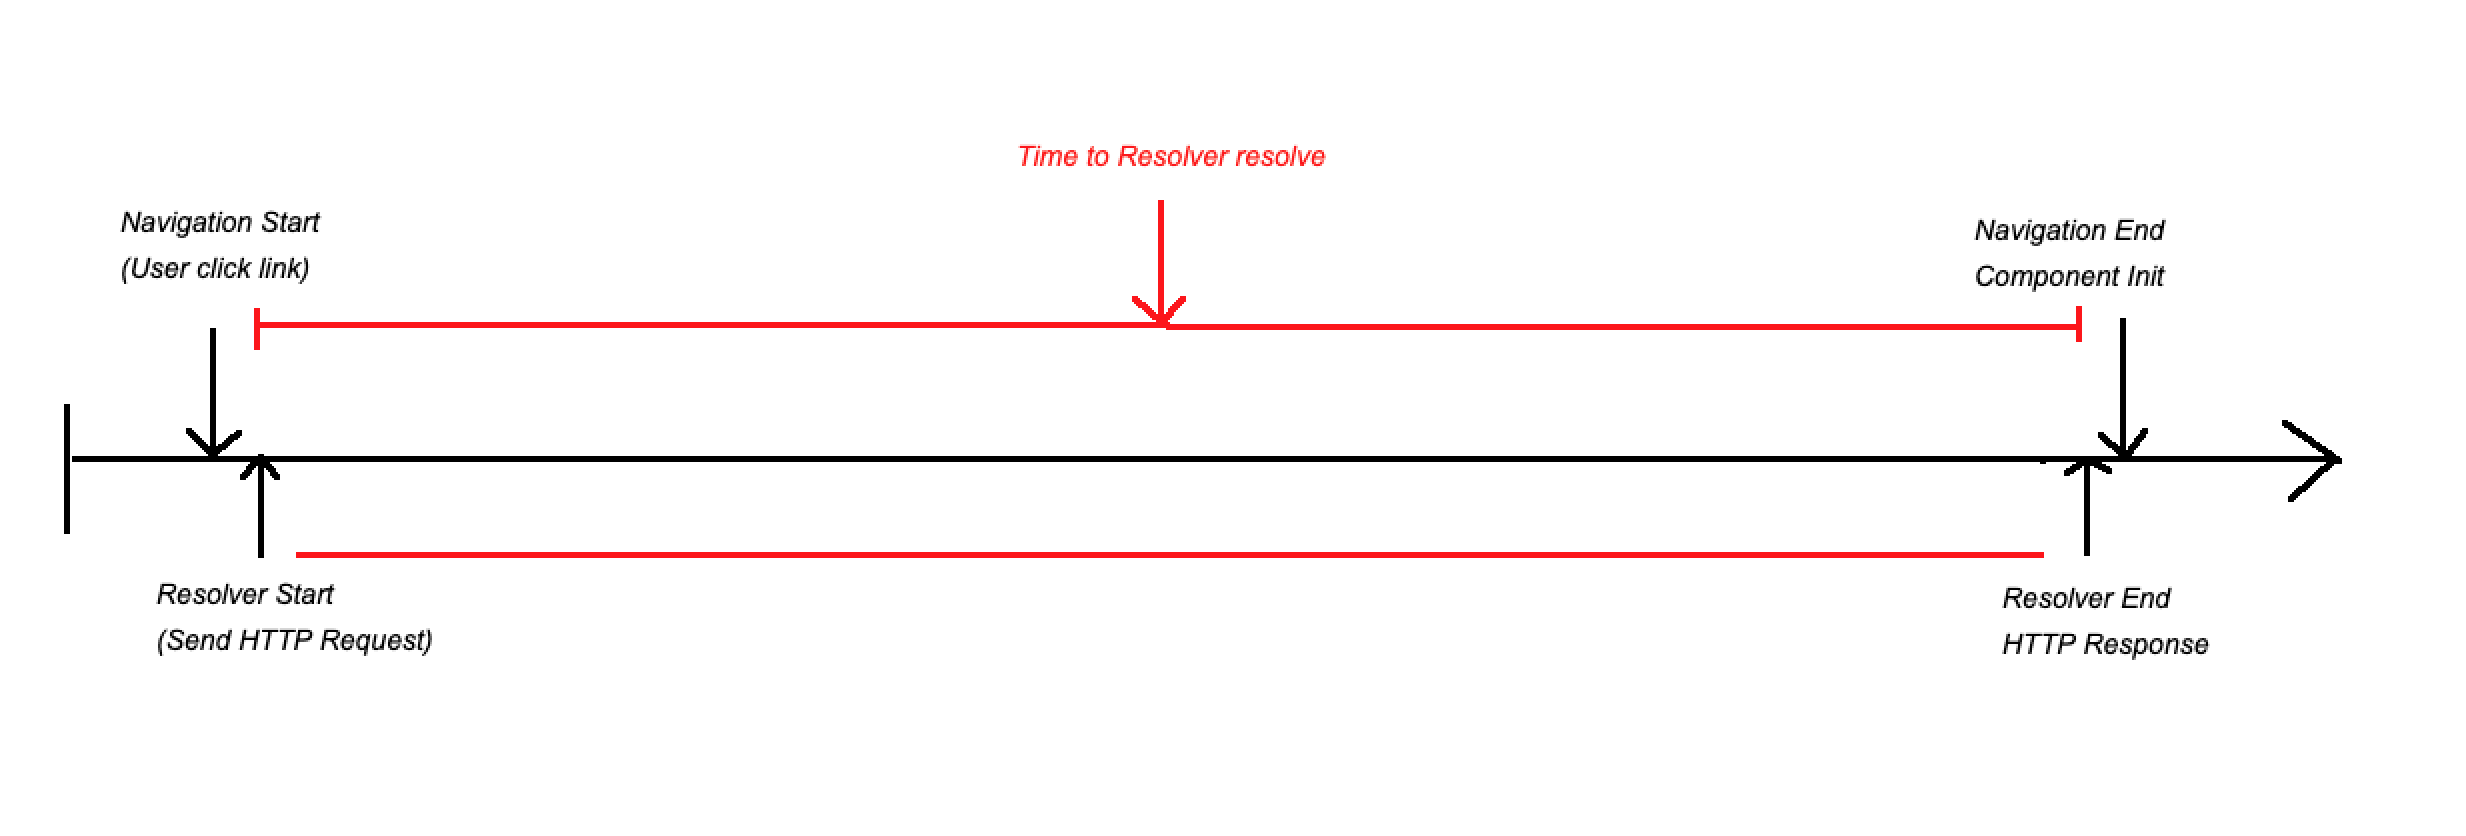 Time to Resolver resolve
Navigation Start
(User click link)
Navigation End
Component Init
Resolver Start
(Send HTTP Request)
Resolver End
HTTP Response